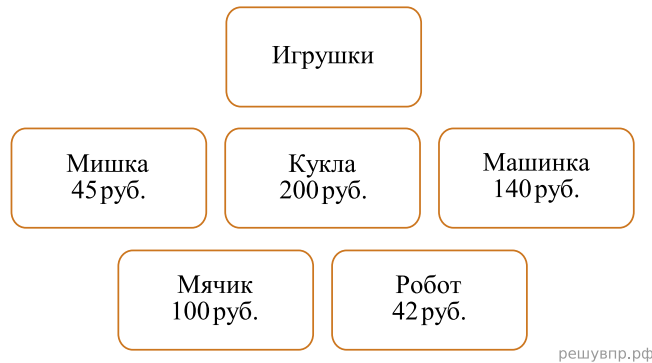 Игрушки
Мишка
45 руб.
Кукла
200 руб.
Машинка
140 руб.
Мячик
100 руб.
Робот
42 руб.
решувпр.рф